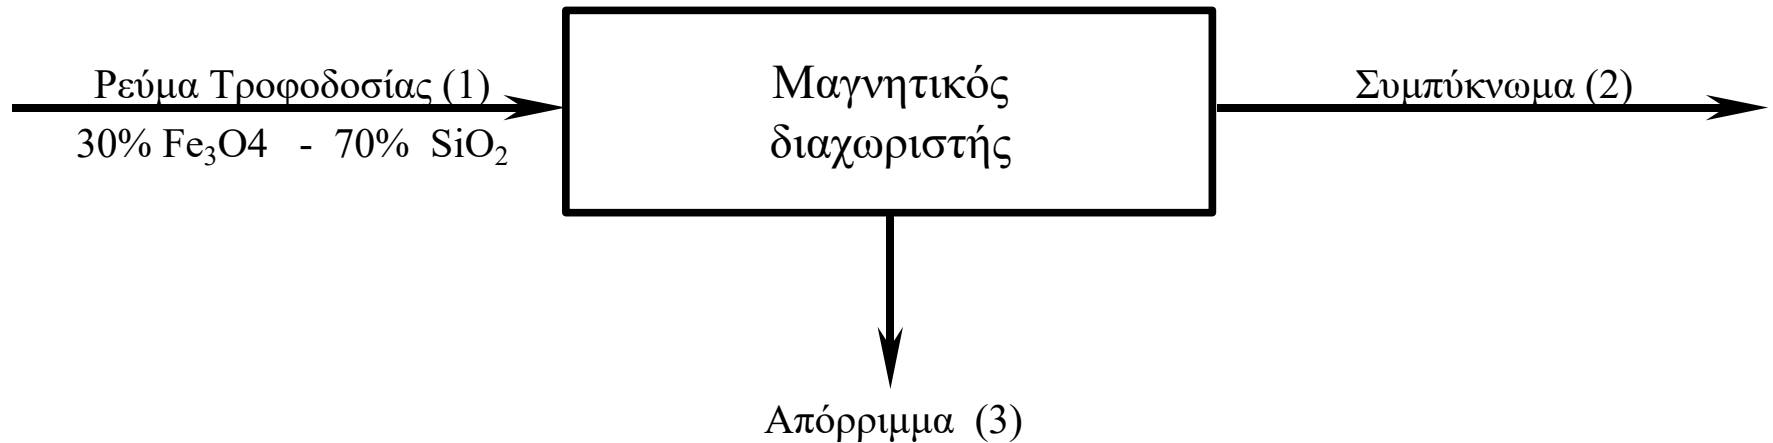 Ρεύμα Τροφοδοσίας (1)
30% Fe₃O4 - 70% SiO₂
Μαγνητικός
διαχωριστής
Συμπύκνωμα (2)
Απόρριμμα (3)